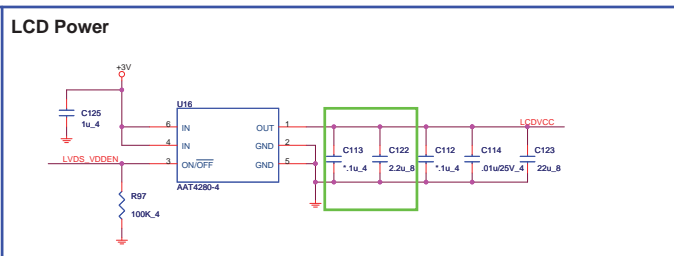 LCD Power
+3V
C125
1u_4
U16
6 IN OUT 1
4 IN GND 2
3 ON/OFF GND 5
AAT4280-4
LVDS_VDDEN
R97
100K_4
LCDVCC
C113
*.1u_4
C122
2.2u_8
C112
*.1u_4
C114
.01u/25V_4
C123
22u_8